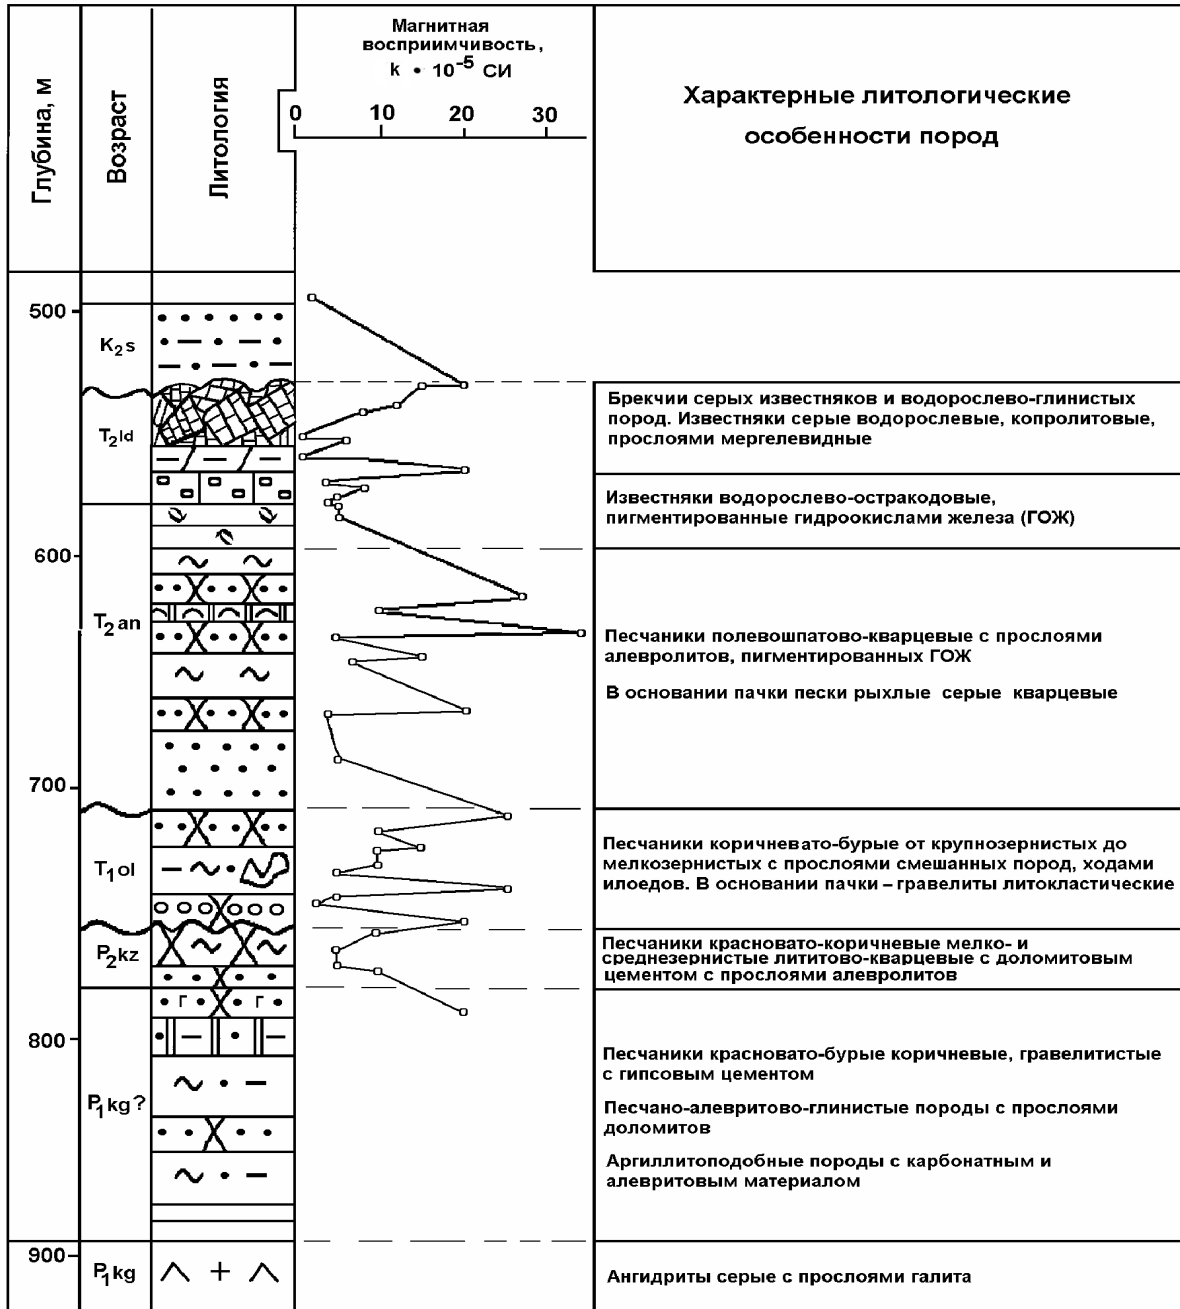 Глубина, м
Возраст
Литология
Магнитная
восприимчивость,
k • 10⁻⁵ СИ
0 10 20 30
Характерные литологические
особенности пород
500
600
700
800
900
K₂s
T₂ld
T₂an
T₁ol
P₂kz
P₁kg?
P₁kg
Г Г
Брекчии серых известняков и водорослево-глинистых
пород. Известняки серые водорослевые, копролитовые,
прослоями мергелевидные
Известняки водорослево-остракодовые,
пигментированные гидроокислами железа (ГОЖ)
Песчаники полевошпатово-кварцевые с прослоями
алевролитов, пигментированных ГОЖ
В основании пачки пески рыхлые серые кварцевые
Песчаники коричневато-бурые от крупнозернистых до
мелкозернистых с прослоями смешанных пород, ходами
илоедов. В основании пачки – гравелиты литокластические
Песчаники красновато-коричневые мелко- и
среднезернистые лититово-кварцевые с доломитовым
цементом с прослоями алевролитов
Песчаники красновато-бурые коричневые, гравелитистые
с гипсовым цементом
Песчано-алевритово-глинистые породы с прослоями
доломитов
Аргиллитоподобные породы с карбонатным и
алевритовым материалом
Ангидриты серые с прослоями галита